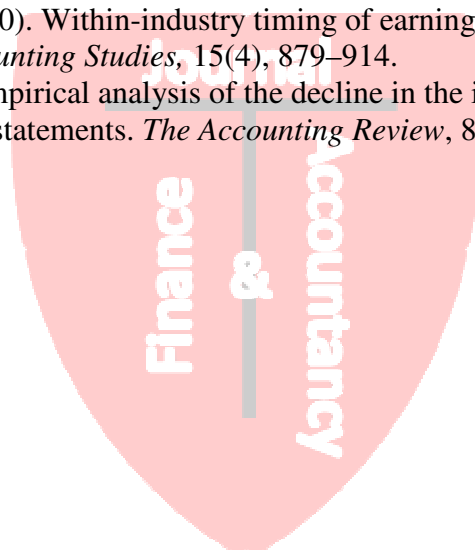 0). Within-industry timing of earning
unting Studies, 15(4), 879–914.
Journal
pirical analysis of the decline in the i
statements. The Accounting Review, 8
Finance
&
Accountancy